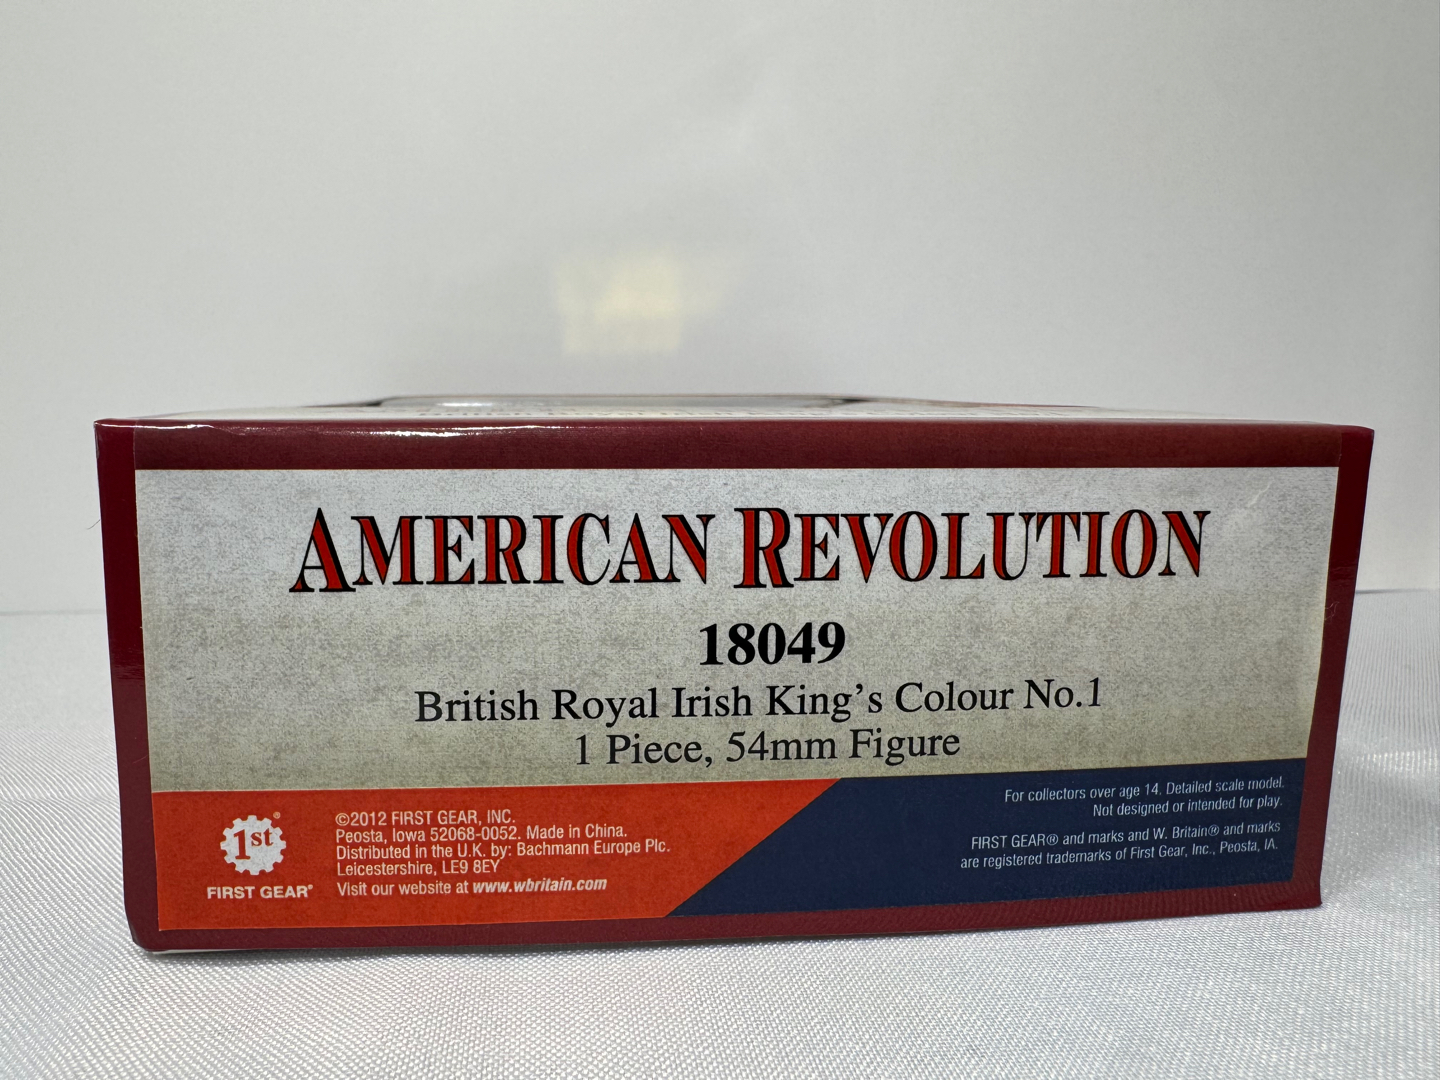 AMERICAN REVOLUTION
18049
British Royal Irish King's Colour No.1
1 Piece, 54mm Figure
1st
FIRST GEAR®
©2012 FIRST GEAR, INC.
Peosta, Iowa 52068-0052. Made in China.
Distributed in the U.K. by: Bachmann Europe Plc.
Leicestershire, LE9 8EY
Visit our website at www.wbritain.com
For collectors over age 14. Detailed scale model.
Not designed or intended for play.
FIRST GEAR® and marks and W. Britain® and marks
are registered trademarks of First Gear, Inc., Peosta, IA.